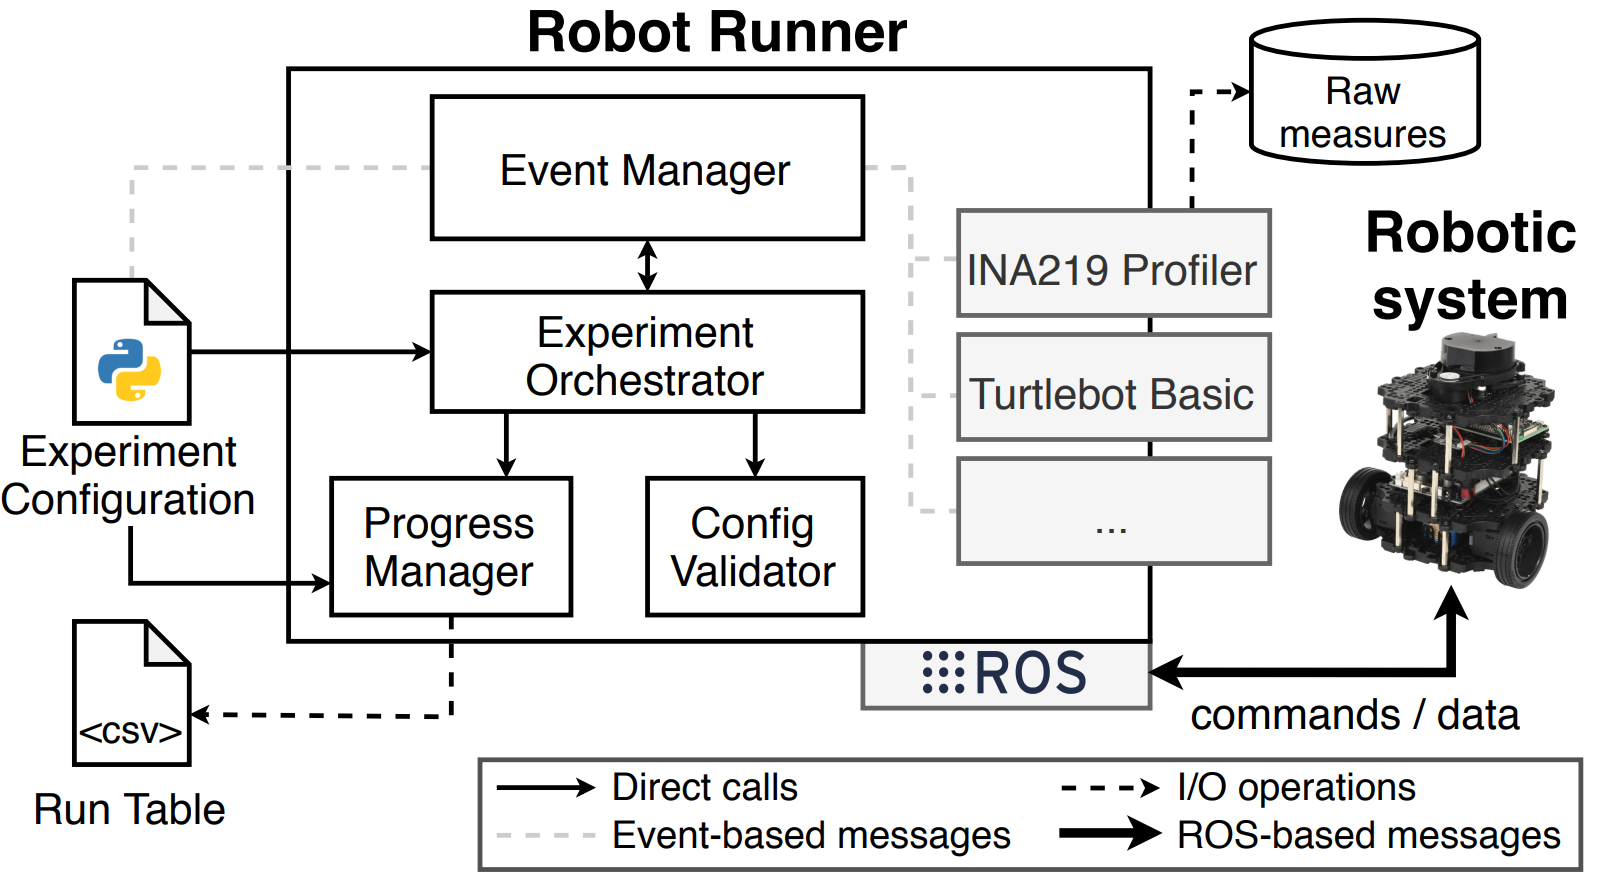 Robot Runner
Raw
measures
Event Manager
Robotic
system
INA219 Profiler
Experiment
Orchestrator
Turtlebot Basic
Experiment
Configuration
Progress
Manager
Config
Validator
...
ROS
commands / data
<csv>
Run Table
Direct calls
I/O operations
Event-based messages
ROS-based messages